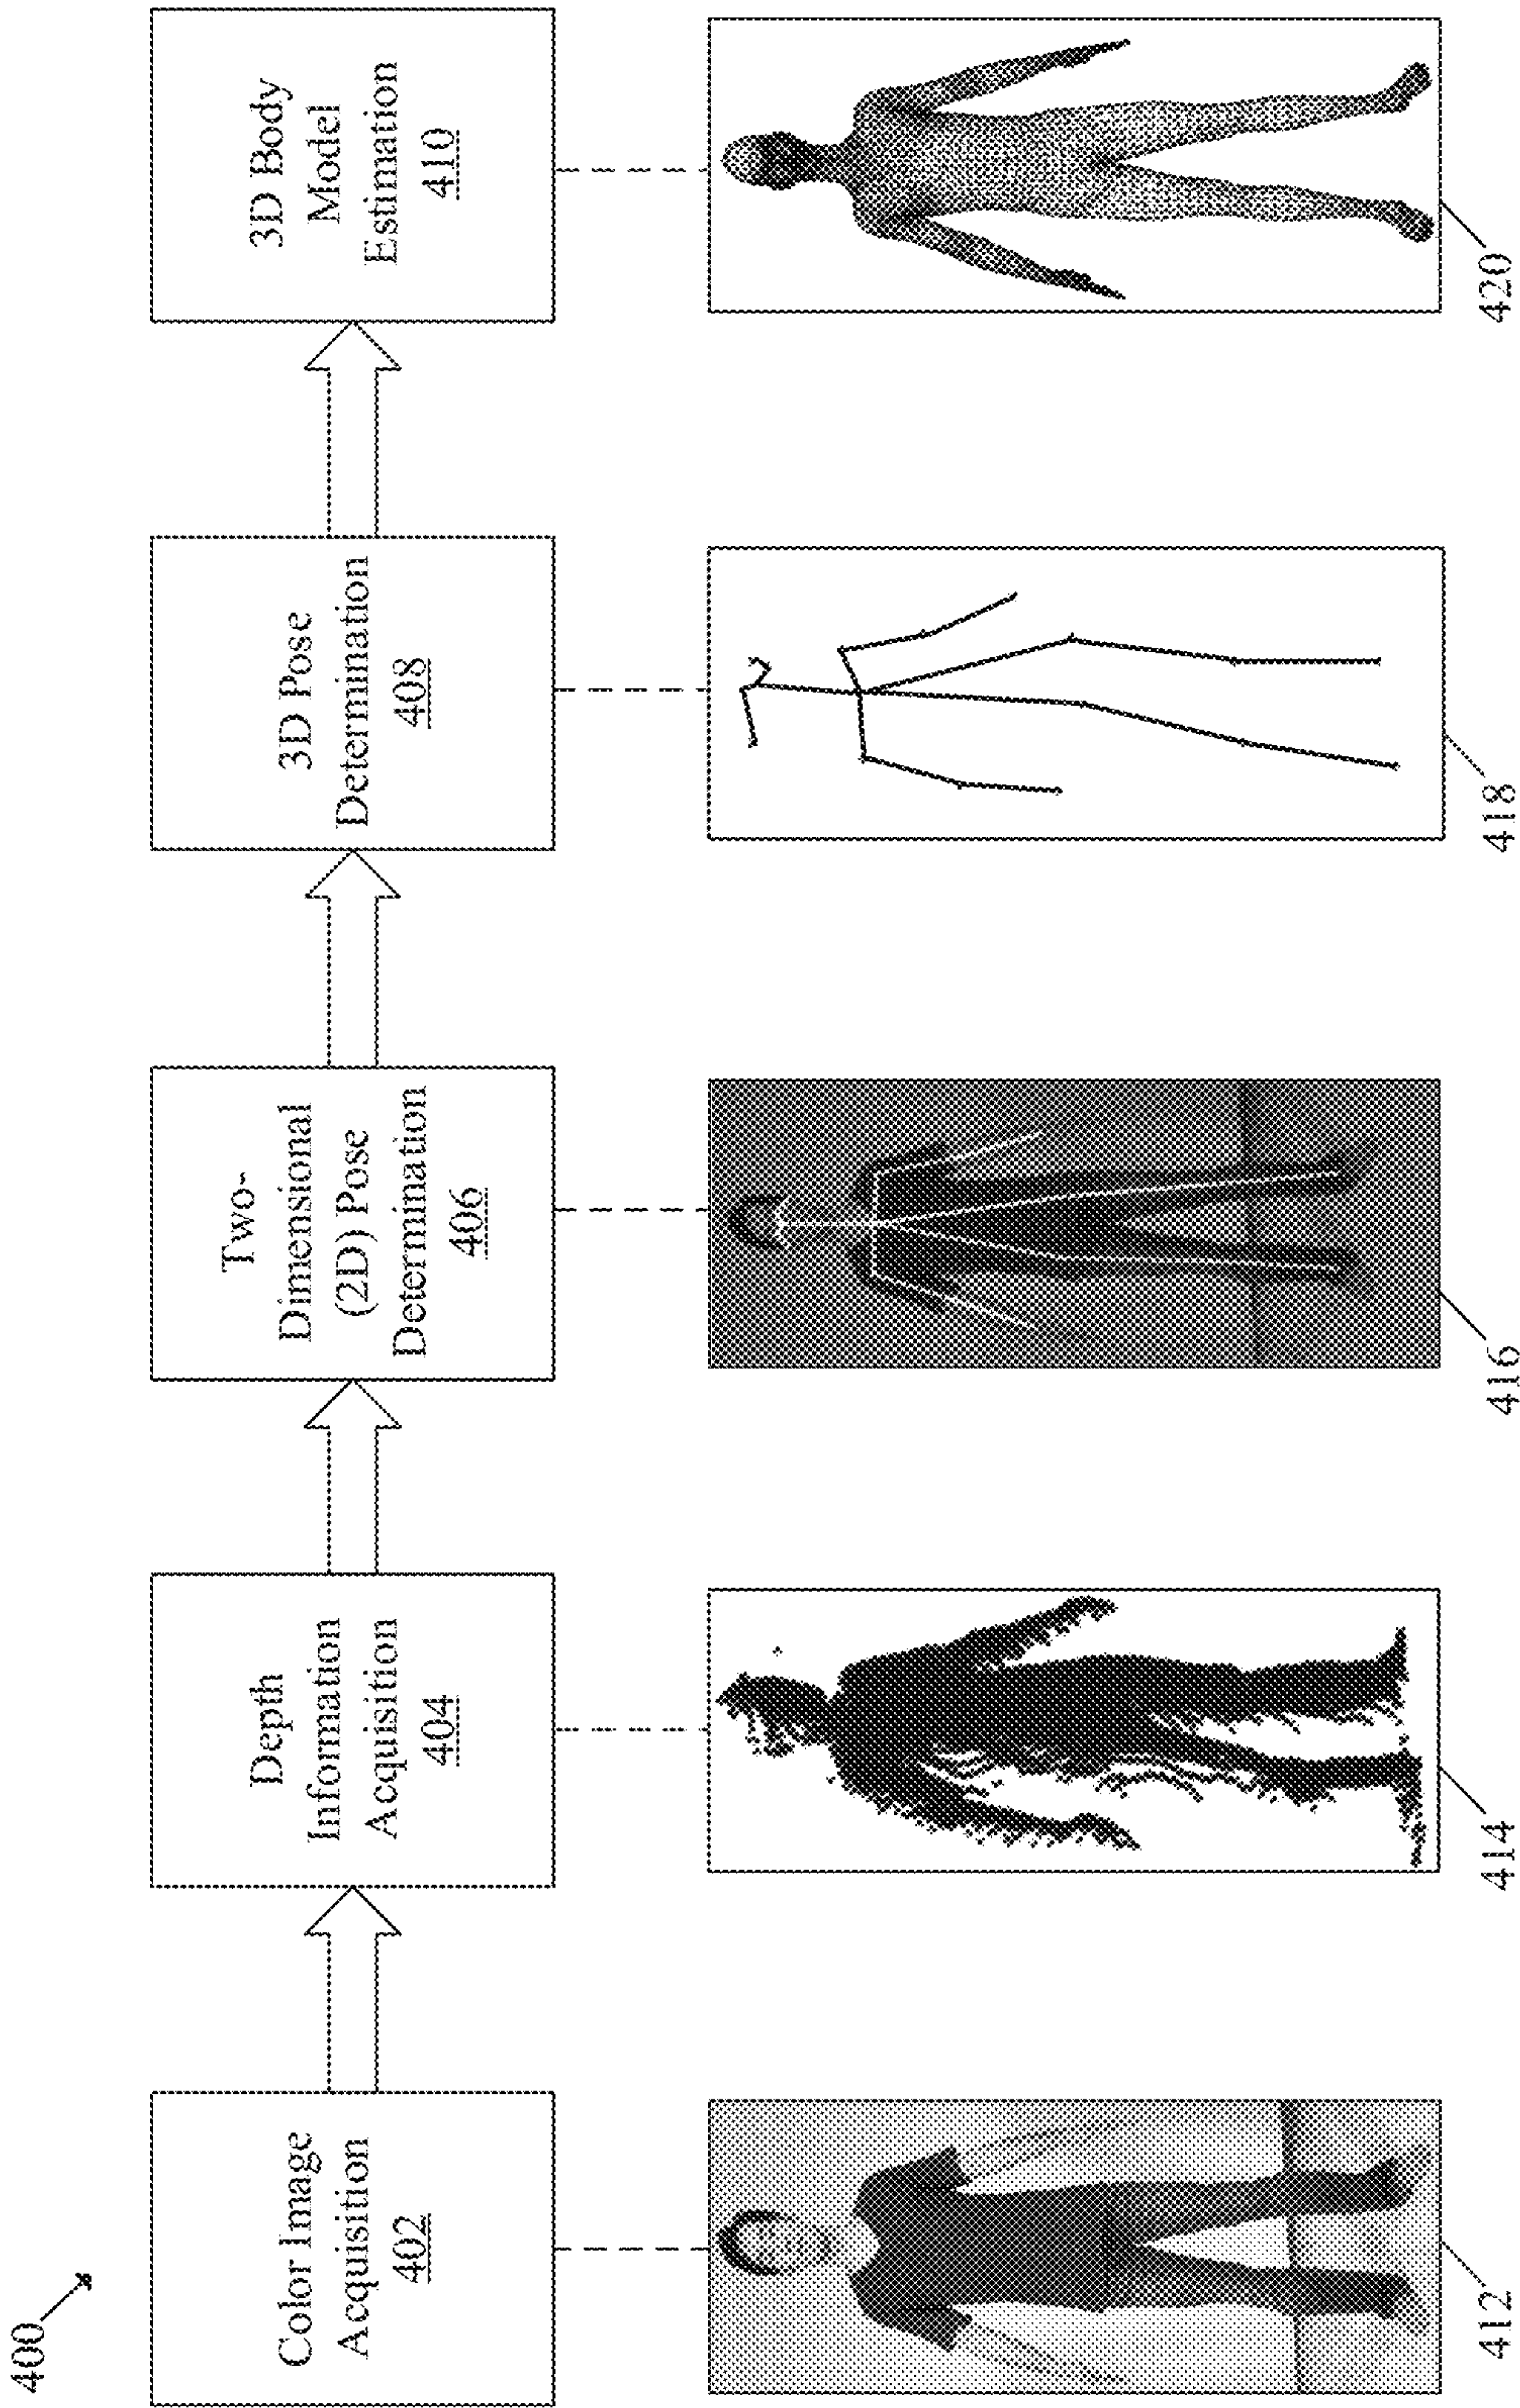 400
Color Image
Acquisition
402
Depth
Information
Acquisition
404
Two-
Dimensional
(2D) Pose
Determination
406
3D Pose
Determination
408
3D Body
Model
Estimation
410
412
414
416
418
420